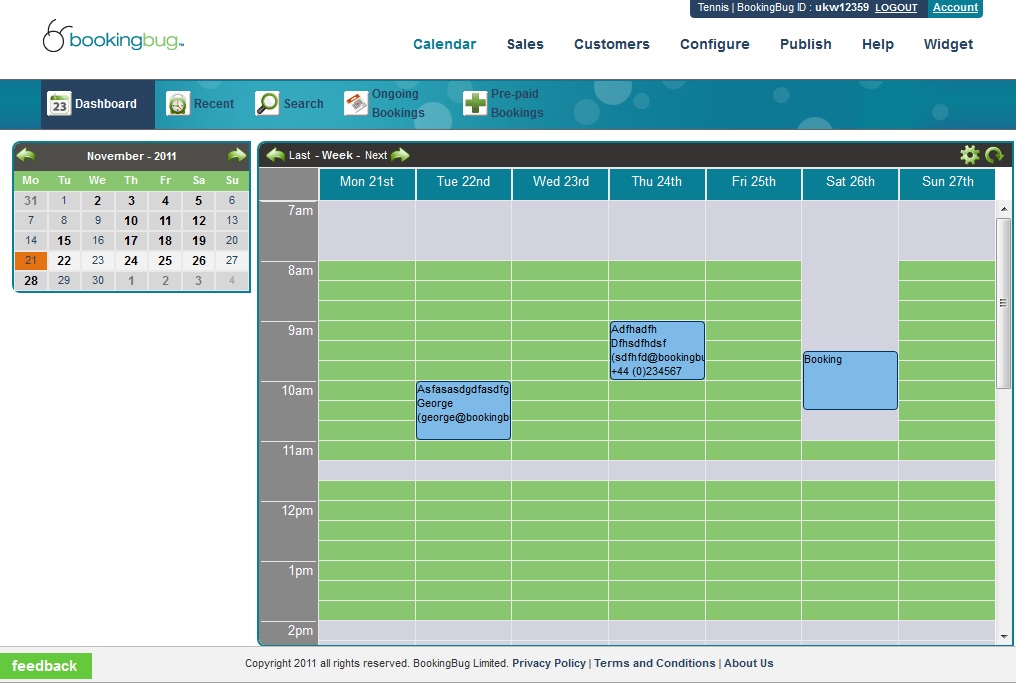 Tennis | BookingBug ID : ukw12359 LOGOUT Account
bookingbug™
Calendar Sales Customers Configure Publish Help Widget
23 Dashboard Recent Search Ongoing Bookings Pre-paid Bookings
November - 2011
Mo Tu We Th Fr Sa Su
31 1 2 3 4 5 6
7 8 9 10 11 12 13
14 15 16 17 18 19 20
21 22 23 24 25 26 27
28 29 30 1 2 3 4
Last - Week - Next
Mon 21st Tue 22nd Wed 23rd Thu 24th Fri 25th Sat 26th Sun 27th
7am
8am
9am
Adfhadfh
Dfhsdfhdsf
(sdfhfd@bookingbu
+44 (0)234567
Booking
10am
Asfasasdgdfasdfg
George
(george@bookingb
11am
12pm
1pm
2pm
feedback
Copyright 2011 all rights reserved. BookingBug Limited. Privacy Policy | Terms and Conditions | About Us